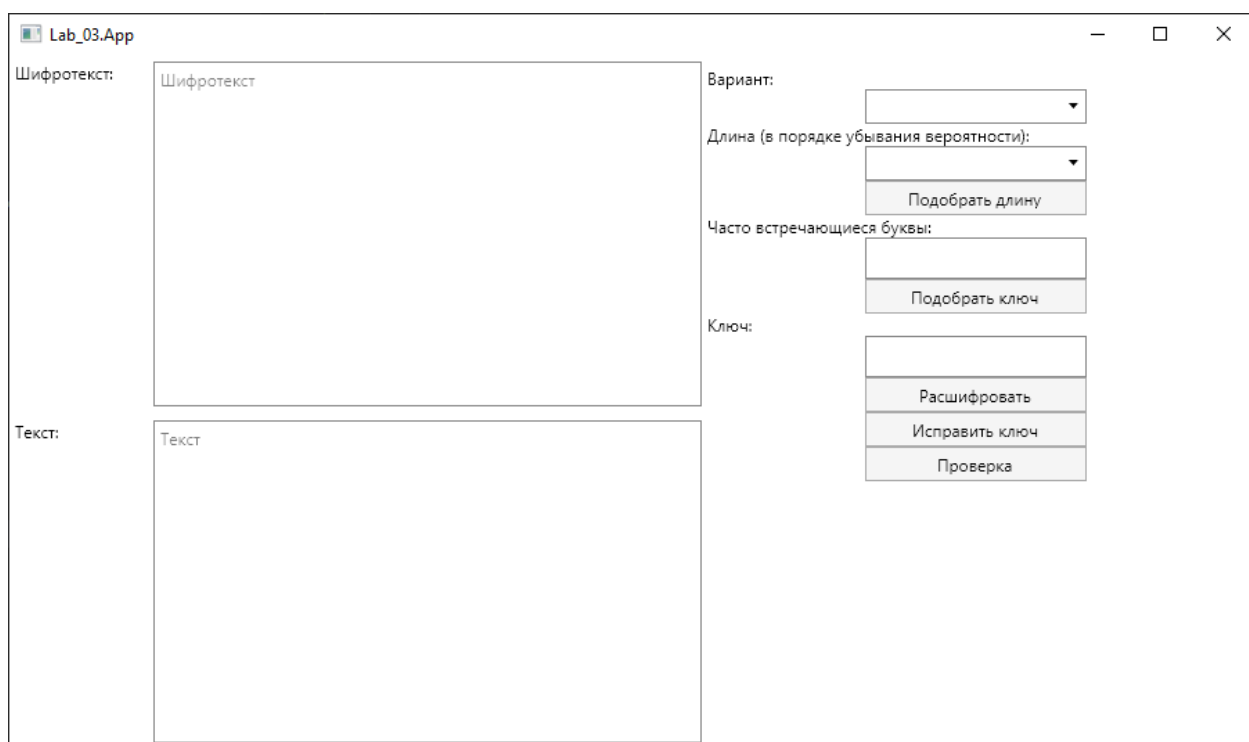 Lab_03.App
Шифротекст:
Шифротекст
Вариант:
Длина (в порядке убывания вероятности):
Подобрать длину
Часто встречающиеся буквы:
Подобрать ключ
Ключ:
Расшифровать
Исправить ключ
Проверка
Текст:
Текст